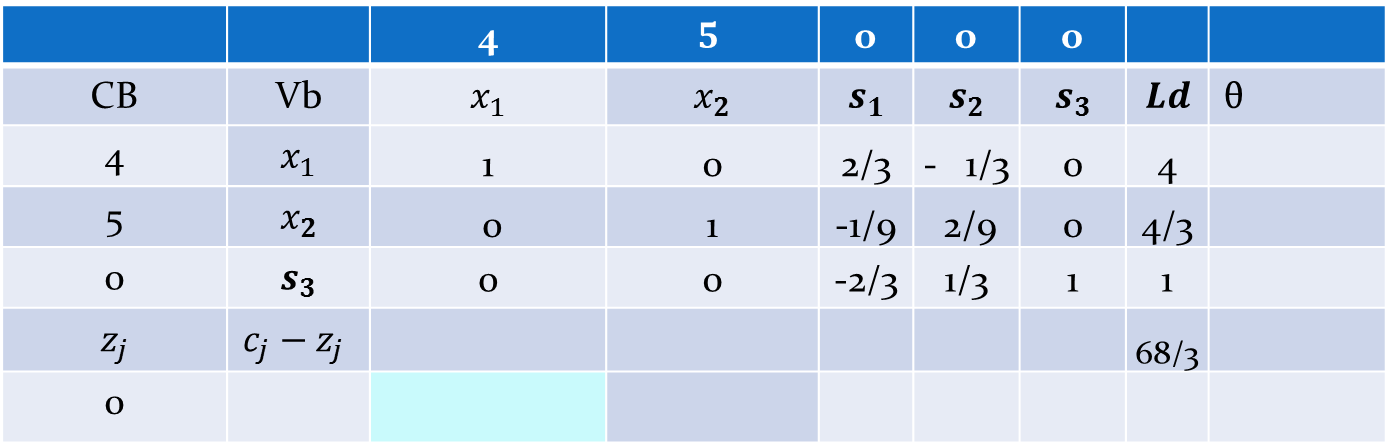 4 5 0 0 0
CB Vb x₁ x₂ s₁ s₂ s₃ Ld θ
4 x₁ 1 0 2/3 - 1/3 0 4
5 x₂ 0 1 -1/9 2/9 0 4/3
0 s₃ 0 0 -2/3 1/3 1 1
zⱼ cⱼ − zⱼ 68/3
0